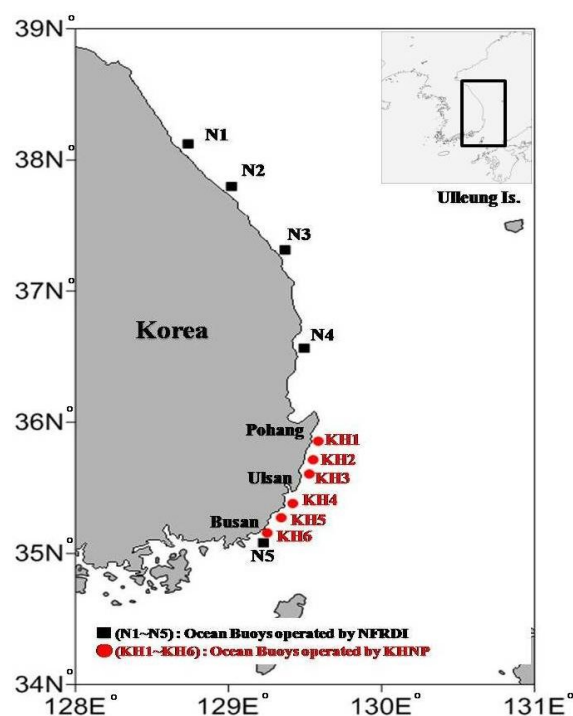 39N°
N1
38N°
N2
Ulleung Is.
N3
37N°
Korea
N4
36N°
Pohang
KH1
KH2
Ulsan
KH3
KH4
Busan
KH5
KH6
35N°
N5
(N1~N5) : Ocean Buoys operated by NFRDI
(KH1~KH6) : Ocean Buoys operated by KHNP
34N°
128E° 129E° 130E° 131E°